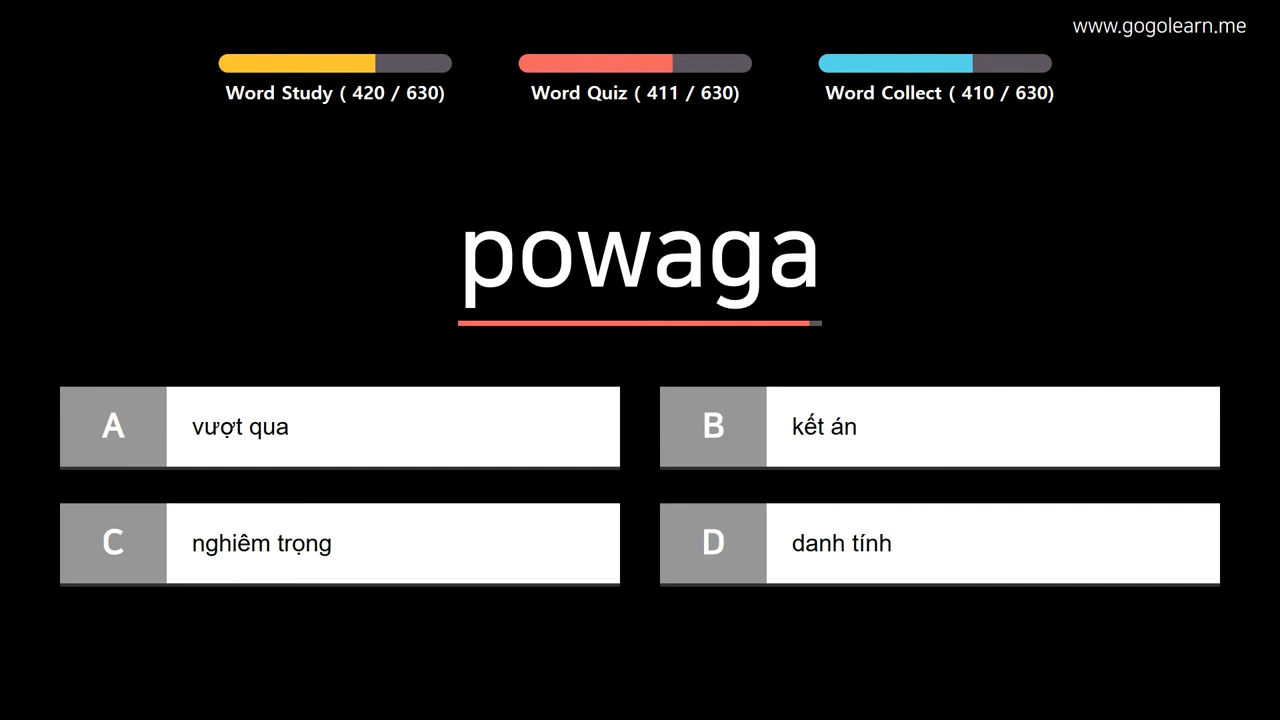 www.gogolearn.me
Word Study ( 420 / 630)
Word Quiz ( 411 / 630)
Word Collect ( 410 / 630)
powaga
A vượt qua
B kết án
C nghiêm trọng
D danh tính